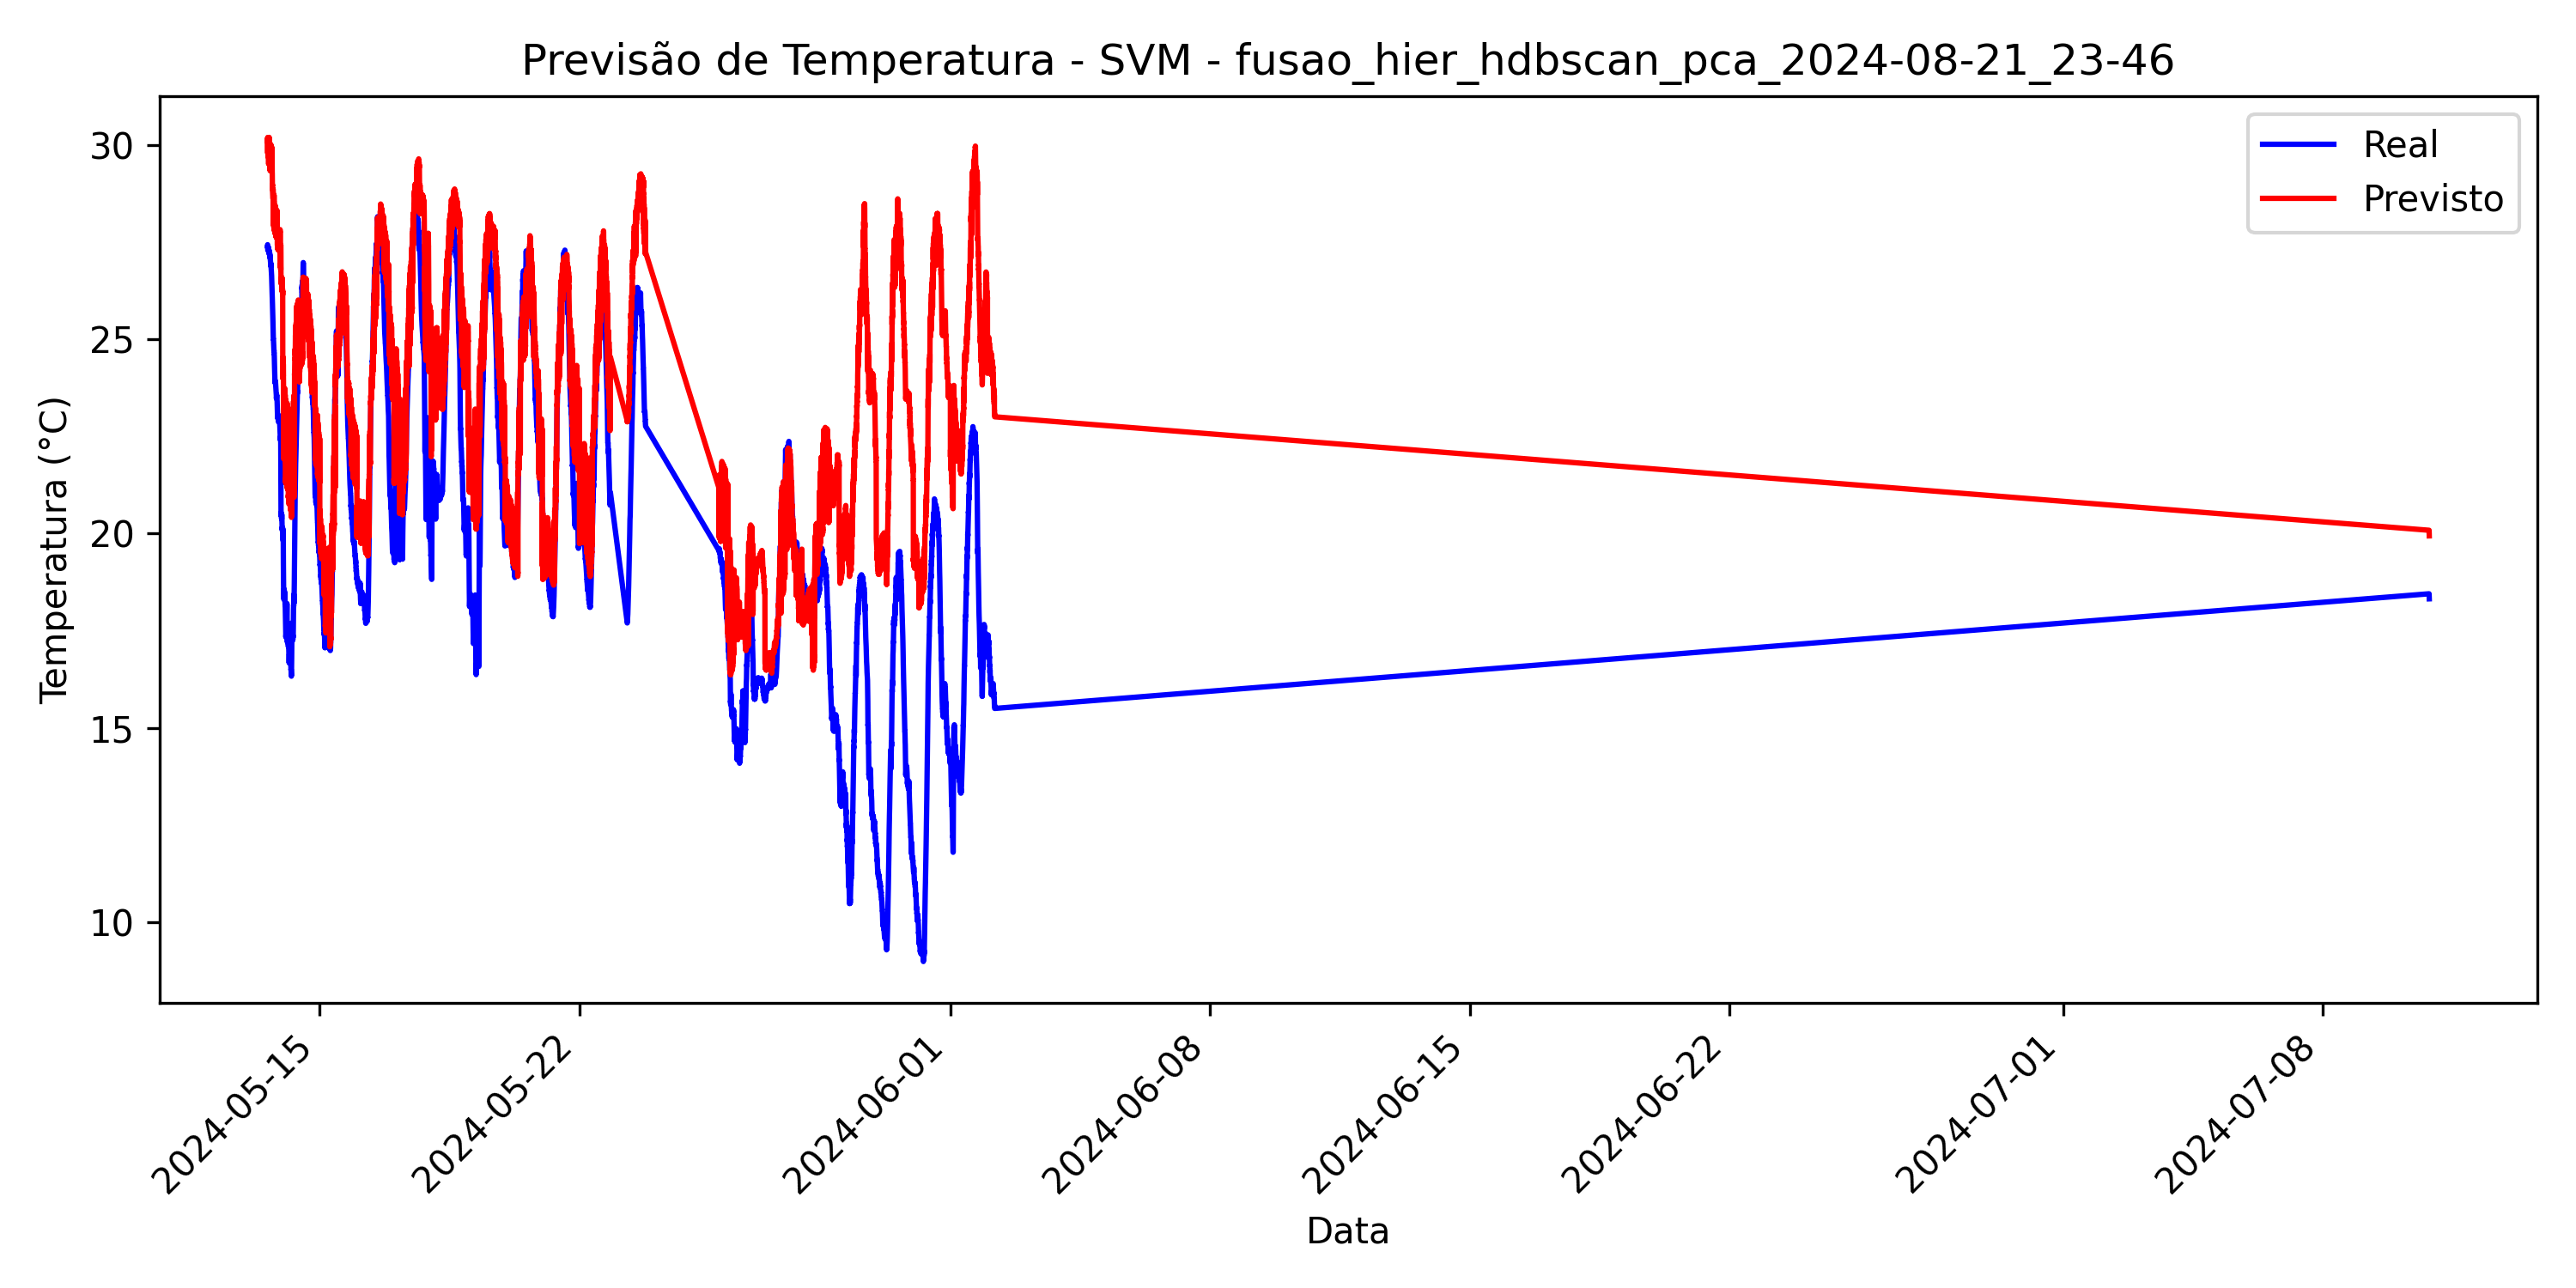 Previsão de Temperatura - SVM - fusao_hier_hdbscan_pca_2024-08-21_23-46
Real
Previsto
Temperatura (°C)
30
25
20
15
10
2024-05-15
2024-05-22
2024-06-01
2024-06-08
2024-06-15
2024-06-22
2024-07-01
2024-07-08
Data